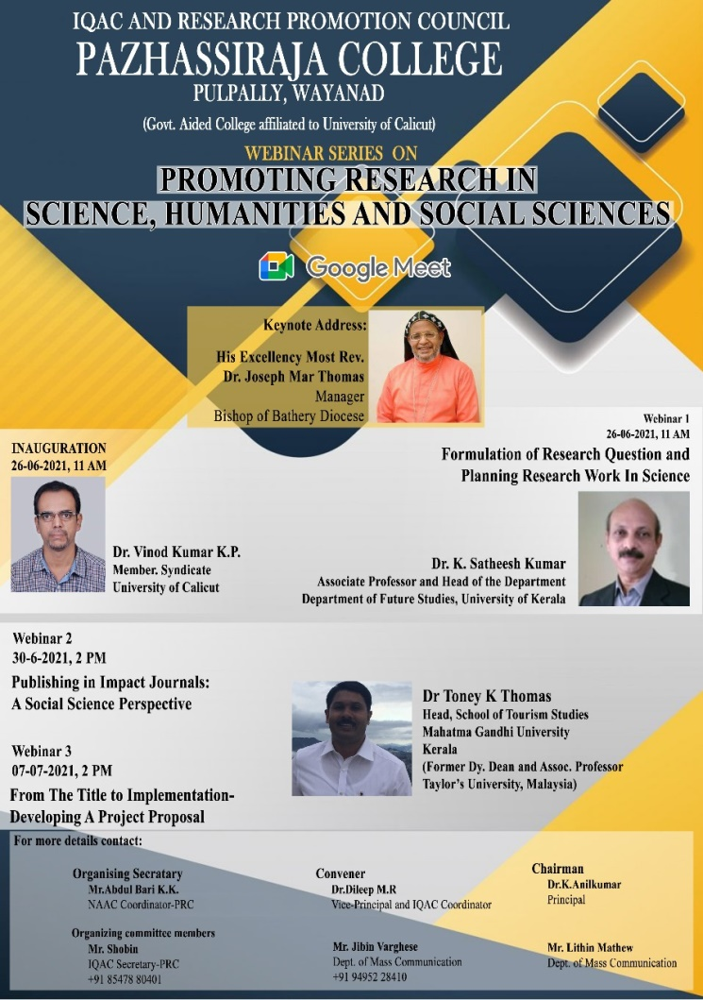 IQAC AND RESEARCH PROMOTION COUNCIL
PAZHASSIRAJA COLLEGE
PULPALLY, WAYANAD
(Govt. Aided College affiliated to University of Calicut)
WEBINAR SERIES ON
PROMOTING RESEARCH IN
SCIENCE, HUMANITIES AND SOCIAL SCIENCES
Google Meet
Keynote Address:
His Excellency Most Rev.
Dr. Joseph Mar Thomas
Manager
Bishop of Bathery Diocese
INAUGURATION
26-06-2021, 11 AM
Dr. Vinod Kumar K.P.
Member. Syndicate
University of Calicut
Webinar 1
26-06-2021, 11 AM
Formulation of Research Question and
Planning Research Work In Science
Dr. K. Satheesh Kumar
Associate Professor and Head of the Department
Department of Future Studies, University of Kerala
Webinar 2
30-6-2021, 2 PM
Publishing in Impact Journals:
A Social Science Perspective
Webinar 3
07-07-2021, 2 PM
From The Title to Implementation-
Developing A Project Proposal
Dr Toney K Thomas
Head, School of Tourism Studies
Mahatma Gandhi University
Kerala
(Former Dy. Dean and Assoc. Professor
Taylor's University, Malaysia)
For more details contact:
Organising Secratary
Mr.Abdul Bari K.K.
NAAC Coordinator-PRC
Convener
Dr.Dileep M.R
Vice-Principal and IQAC Coordinator
Chairman
Dr.K.Anilkumar
Principal
Organizing committee members
Mr. Shobin
IQAC Secretary-PRC
+91 85478 80401
Mr. Jibin Varghese
Dept. of Mass Communication
+91 94952 28410
Mr. Lithin Mathew
Dept. of Mass Communication